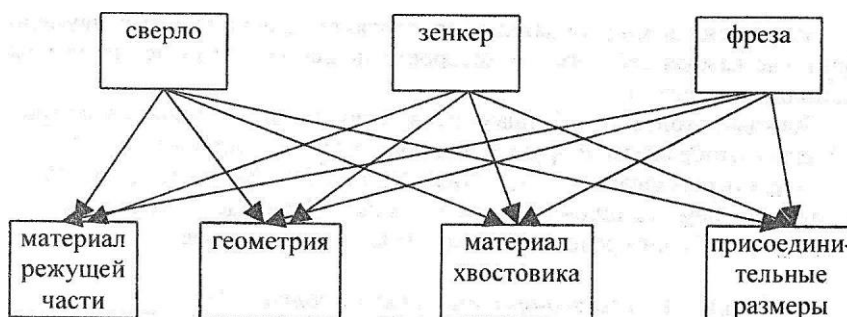 сверло
зенкер
фреза
материал
режущей
части
геометрия
материал
хвостовика
присоедини-
тельные
размеры